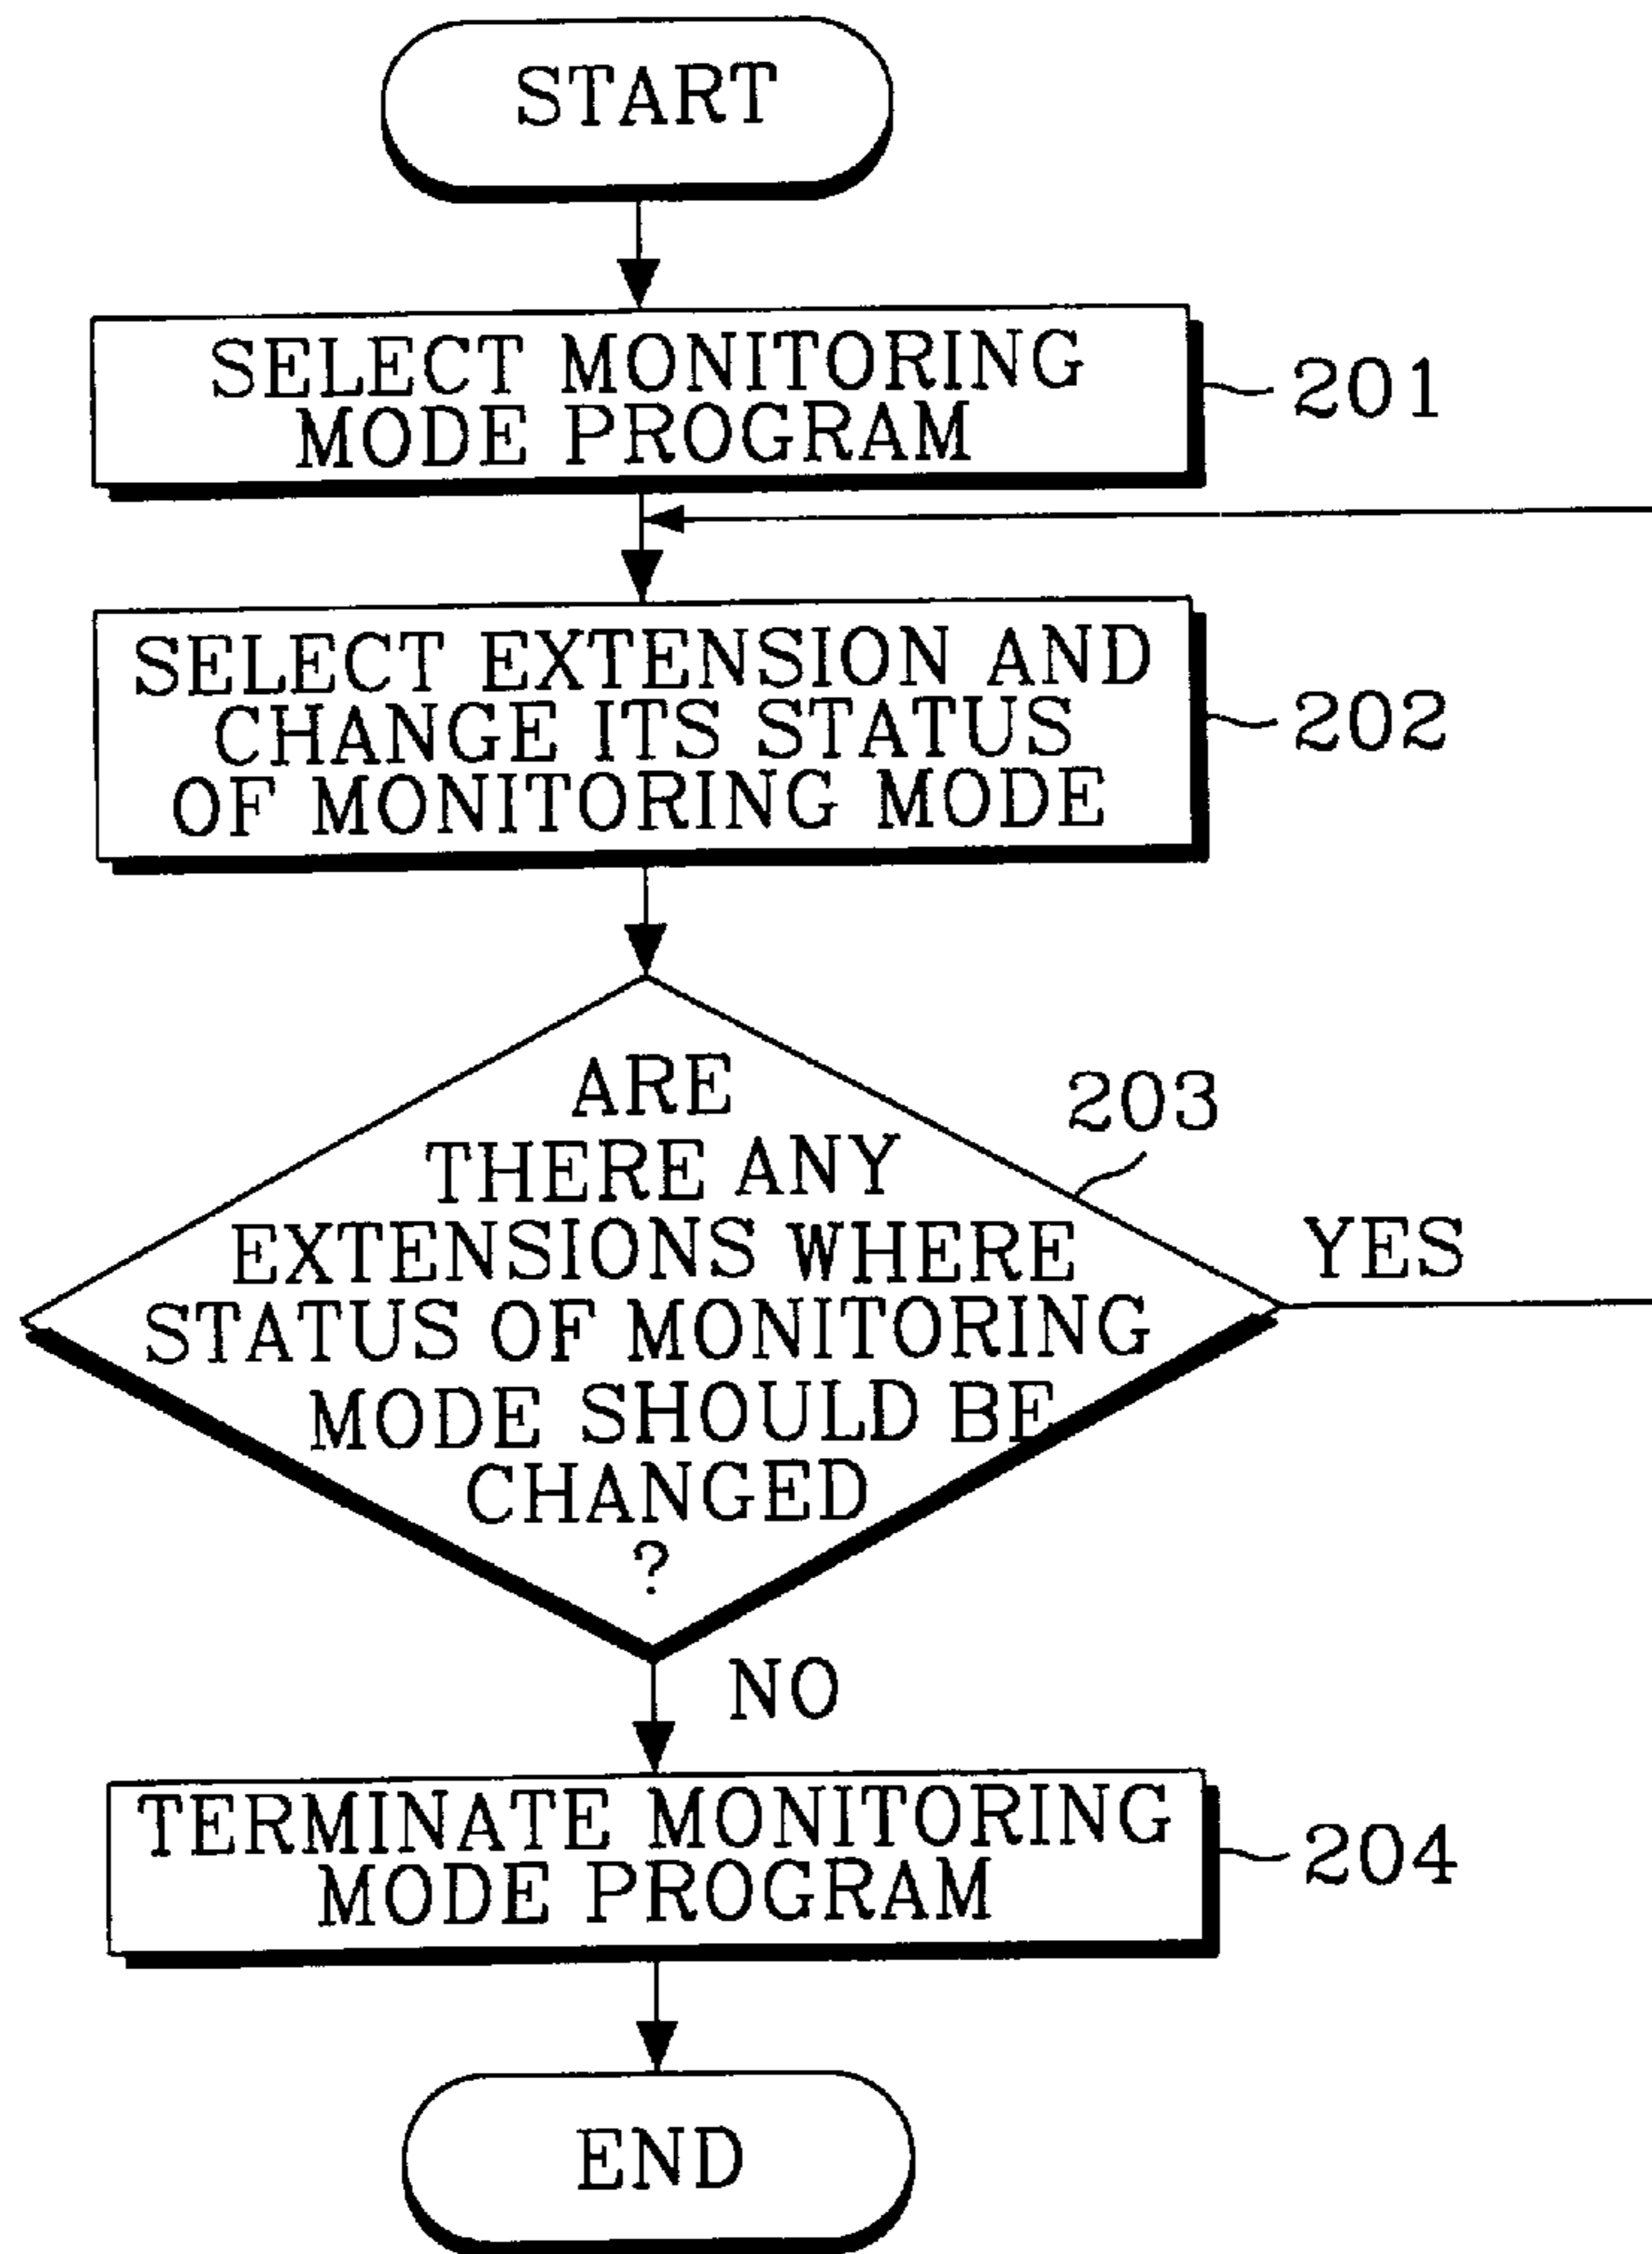 START
SELECT MONITORING
MODE PROGRAM
201
SELECT EXTENSION AND
CHANGE ITS STATUS
OF MONITORING MODE
202
ARE
THERE ANY
EXTENSIONS WHERE
STATUS OF MONITORING
MODE SHOULD BE
CHANGED
?
203
YES
NO
TERMINATE MONITORING
MODE PROGRAM
204
END